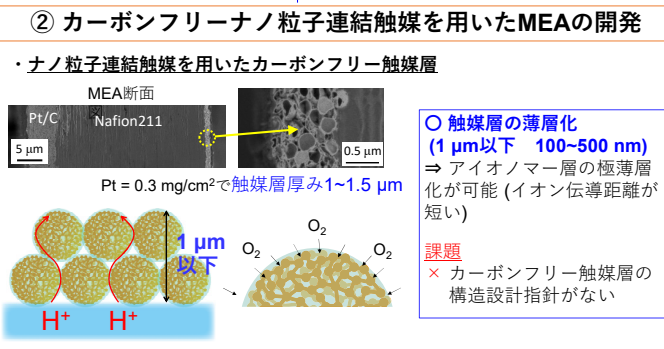 ② カーボンフリーナノ粒子連結触媒を用いたMEAの開発
・ナノ粒子連結触媒を用いたカーボンフリー触媒層
MEA断面
Pt/C
Nafion211
5 μm
0.5 μm
Pt = 0.3 mg/cm²で触媒層厚み1~1.5 μm
1 μm
以下
H⁺
H⁺
O₂
O₂
O₂
〇 触媒層の薄層化
(1 μm以下 100~500 nm)
⇒ アイオノマー層の極薄層
化が可能 (イオン伝導距離が
短い)
課題
× カーボンフリー触媒層の
構造設計指針がない